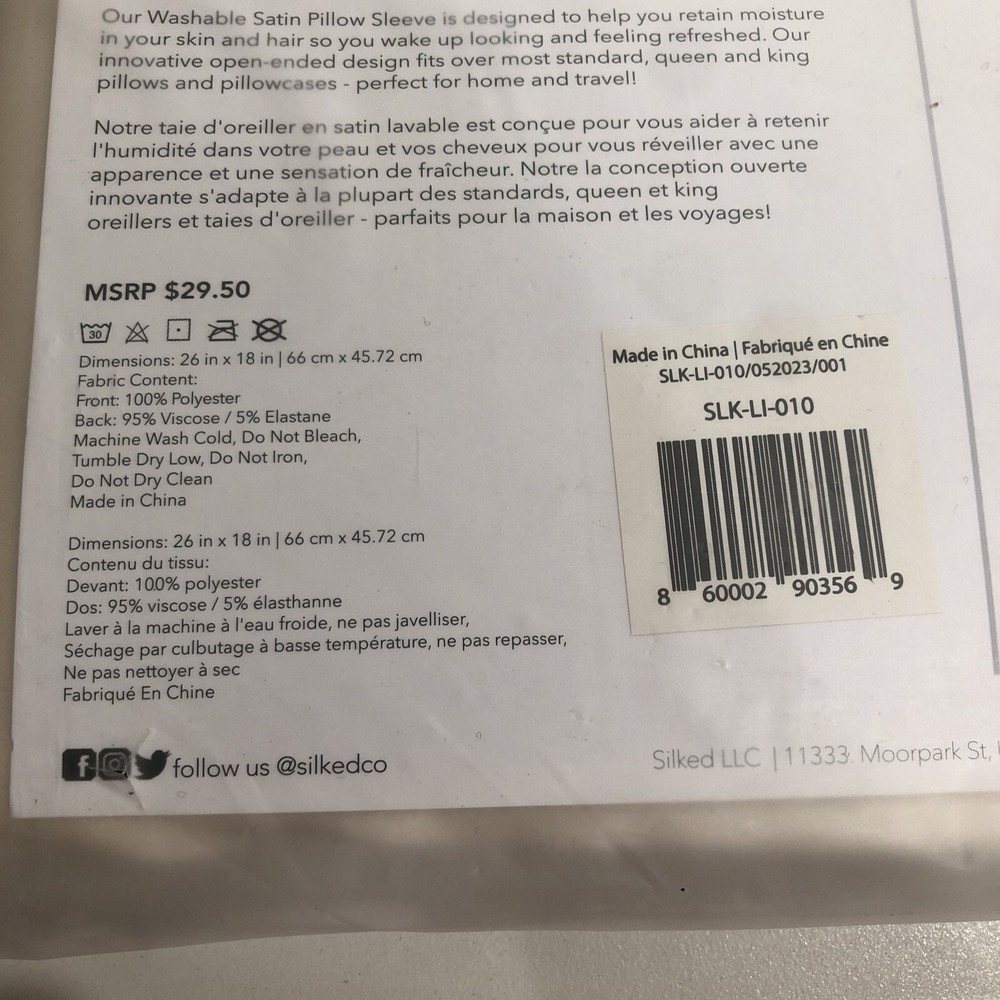 Our Washable Satin Pillow Sleeve is designed to help you retain moisture
in your skin and hair so you wake up looking and feeling refreshed. Our
innovative open-ended design fits over most standard, queen and king
pillows and pillowcases - perfect for home and travel!
Notre taie d'oreiller en satin lavable est conçue pour vous aider à retenir
l'humidité dans votre peau et vos cheveux pour vous réveiller avec une
apparence et une sensation de fraîcheur. Notre la conception ouverte
innovante s'adapte à la plupart des standards, queen et king
oreillers et taies d'oreiller - parfaits pour la maison et les voyages!
MSRP $29.50
30
Dimensions: 26 in x 18 in | 66 cm x 45.72 cm
Fabric Content:
Front: 100% Polyester
Back: 95% Viscose / 5% Elastane
Machine Wash Cold, Do Not Bleach,
Tumble Dry Low, Do Not Iron,
Do Not Dry Clean
Made in China
Dimensions: 26 in x 18 in | 66 cm x 45.72 cm
Contenu du tissu:
Devant: 100% polyester
Dos: 95% viscose / 5% élasthanne
Laver à la machine à l'eau froide, ne pas javelliser,
Séchage par culbutage à basse température, ne pas repasser,
Ne pas nettoyer à sec
Fabriqué En Chine
follow us @silkedco
Made in China | Fabriqué en Chine
SLK-LI-010/052023/001
SLK-LI-010
8 60002 90356 9
Silked LLC | 11333 Moorpark St,